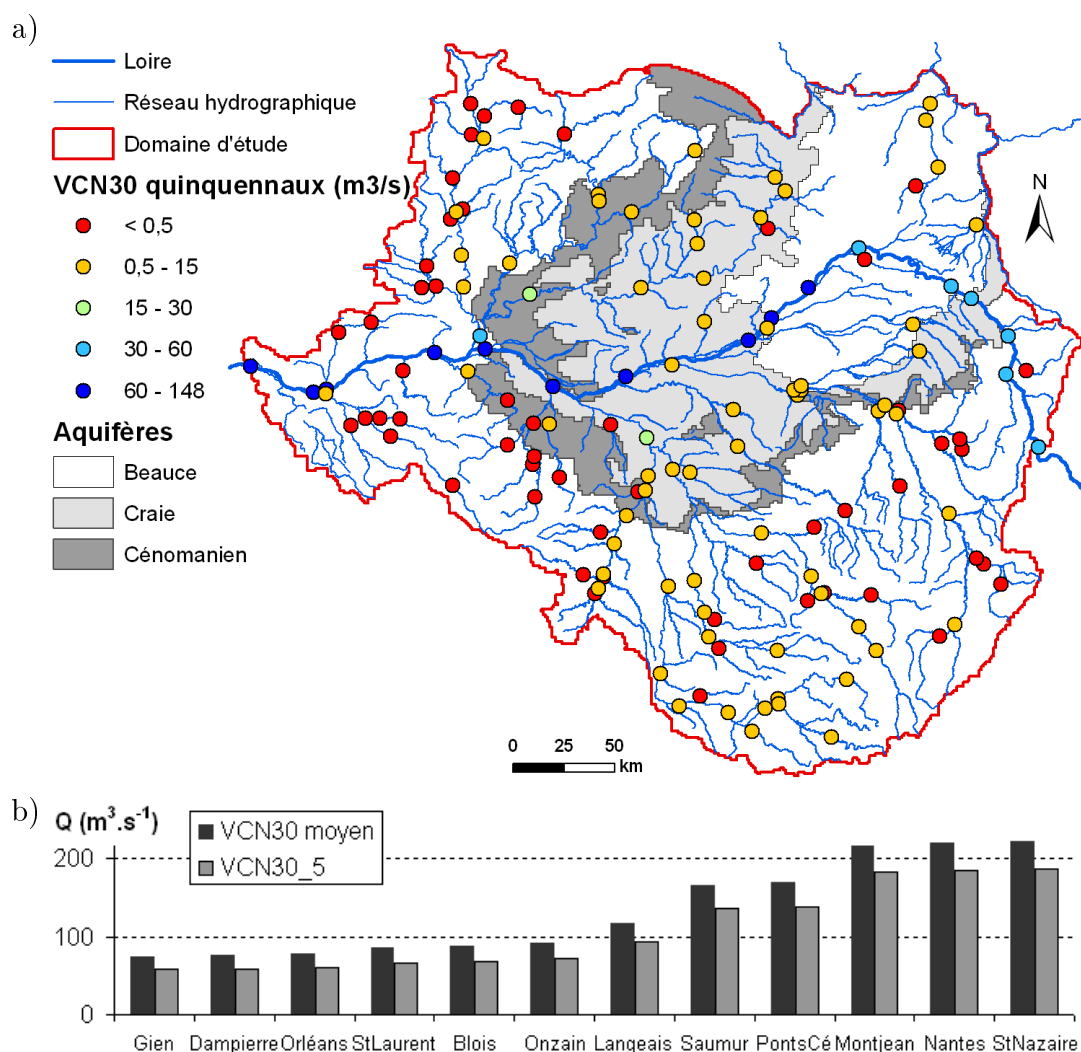 a)
Loire
Réseau hydrographique
Domaine d'étude
VCN30 quinquennaux (m3/s)
< 0,5
0,5 - 15
15 - 30
30 - 60
60 - 148
Aquifères
Beauce
Craie
Cénomanien
N
0 25 50
km
b)
Q (m³.s⁻¹)
VCN30 moyen
VCN30_5
200
100
0
Gien Dampierre Orléans StLaurent Blois Onzain Langeais Saumur PontsCé Montjean Nantes StNazaire